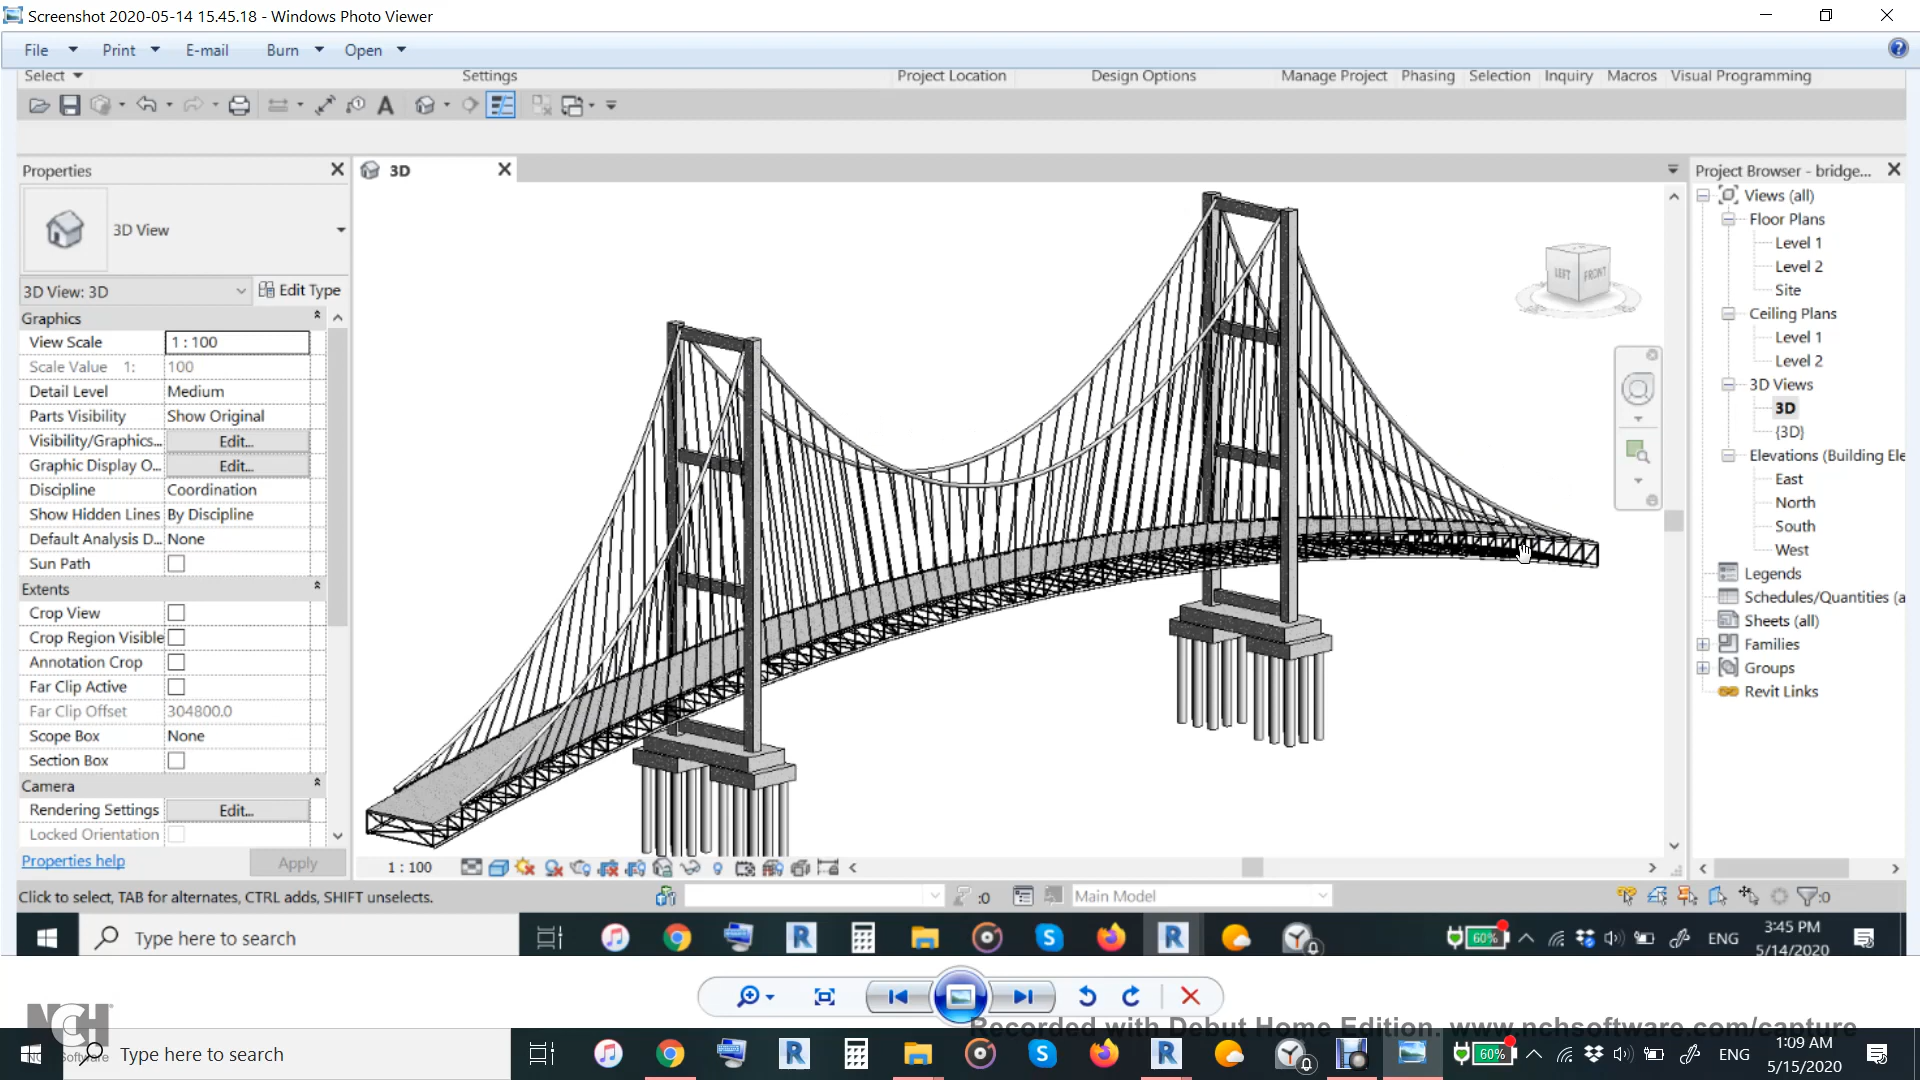 Screenshot 2020-05-14 15.45.18 - Windows Photo Viewer
File Print E-mail Burn Open
Select Settings Project Location Design Options Manage Project Phasing Selection Inquiry Macros Visual Programming
Properties
3D
Project Browser - bridge...
3D View
3D View: 3D
Edit Type
Graphics
View Scale 1 : 100
Scale Value 1: 100
Detail Level Medium
Parts Visibility Show Original
Visibility/Graphics... Edit...
Graphic Display O... Edit...
Discipline Coordination
Show Hidden Lines By Discipline
Default Analysis D... None
Sun Path
Extents
Crop View
Crop Region Visible
Annotation Crop
Far Clip Active
Far Clip Offset 304800.0
Scope Box None
Section Box
Camera
Rendering Settings Edit...
Locked Orientation
Properties help
Apply
LEFT FRONT
Views (all)
Floor Plans
Level 1
Level 2
Site
Ceiling Plans
Level 1
Level 2
3D Views
3D
{3D}
Elevations (Building Ele
East
North
South
West
Legends
Schedules/Quantities (a
Sheets (all)
Families
Groups
Revit Links
1 : 100
Click to select, TAB for alternates, CTRL adds, SHIFT unselects.
:0
Main Model
:0
Type here to search
60%
ENG
3:45 PM
5/14/2020
NCH
NCH Software
Recorded with Debut Home Edition. www.nchsoftware.com/capture
Type here to search
60%
ENG
1:09 AM
5/15/2020